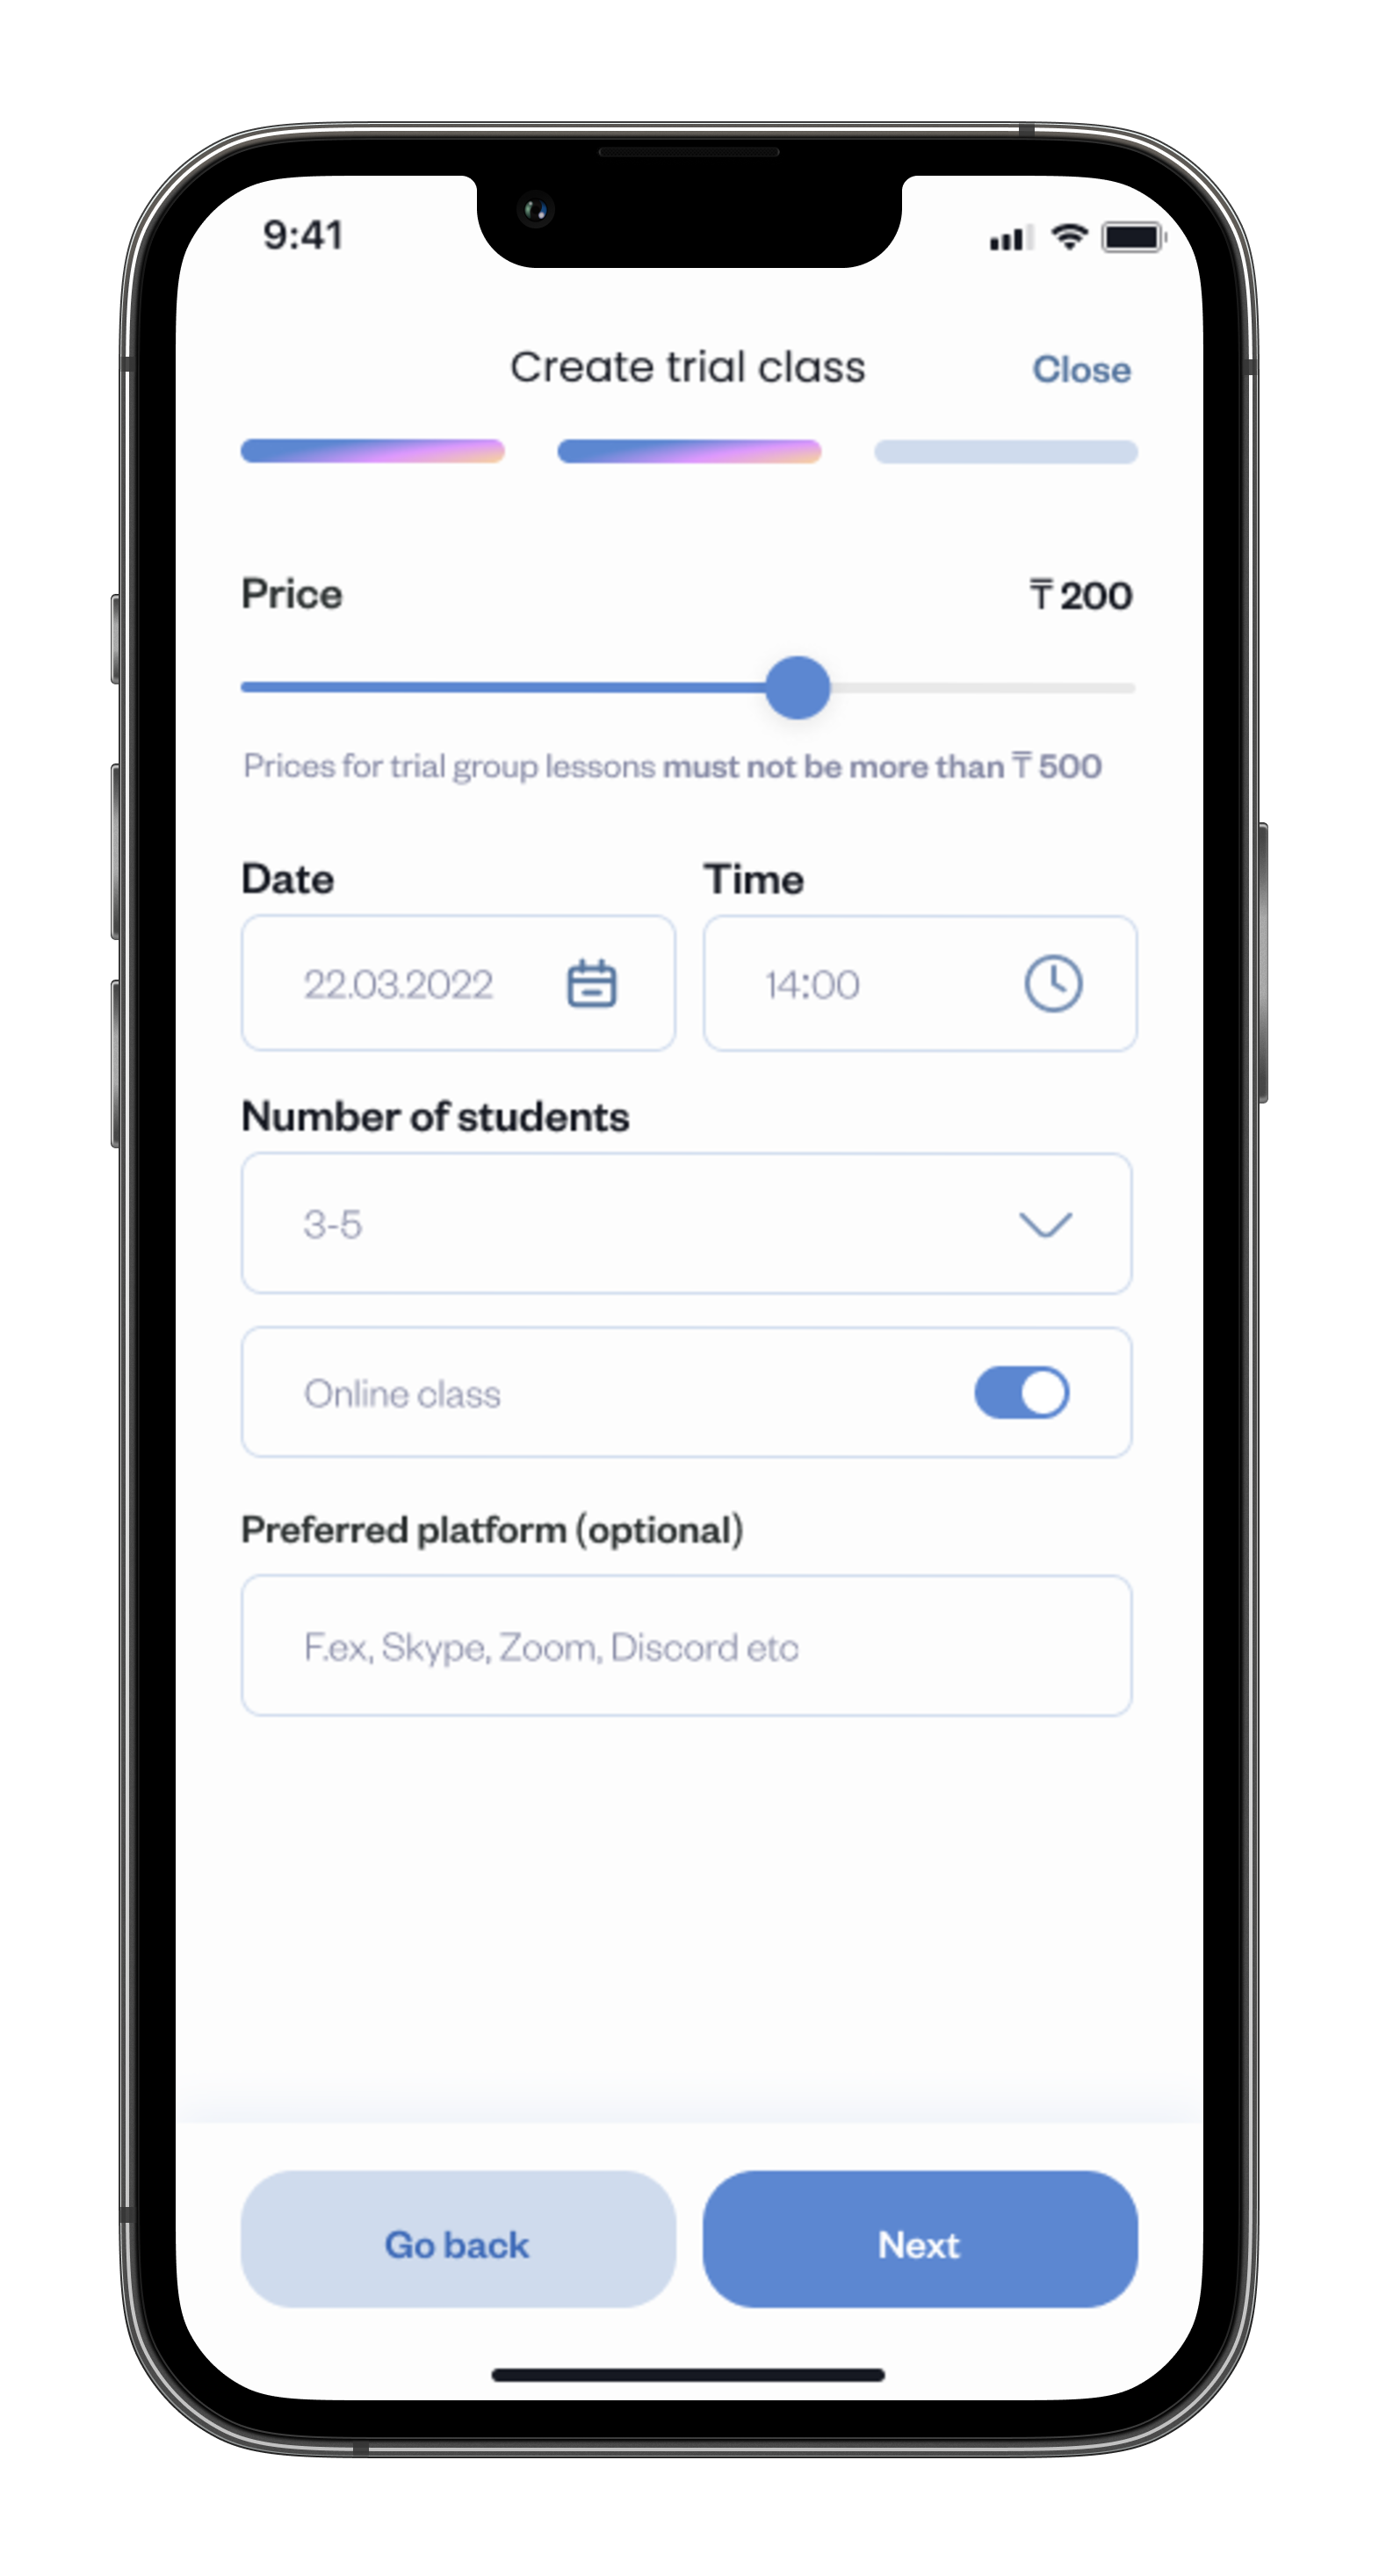 9:41
Create trial class Close
Price ₸ 200
Prices for trial group lessons must not be more than ₸ 500
Date Time
22.03.2022 14:00
Number of students
3-5
Online class
Preferred platform (optional)
F.ex, Skype, Zoom, Discord etc
Go back Next